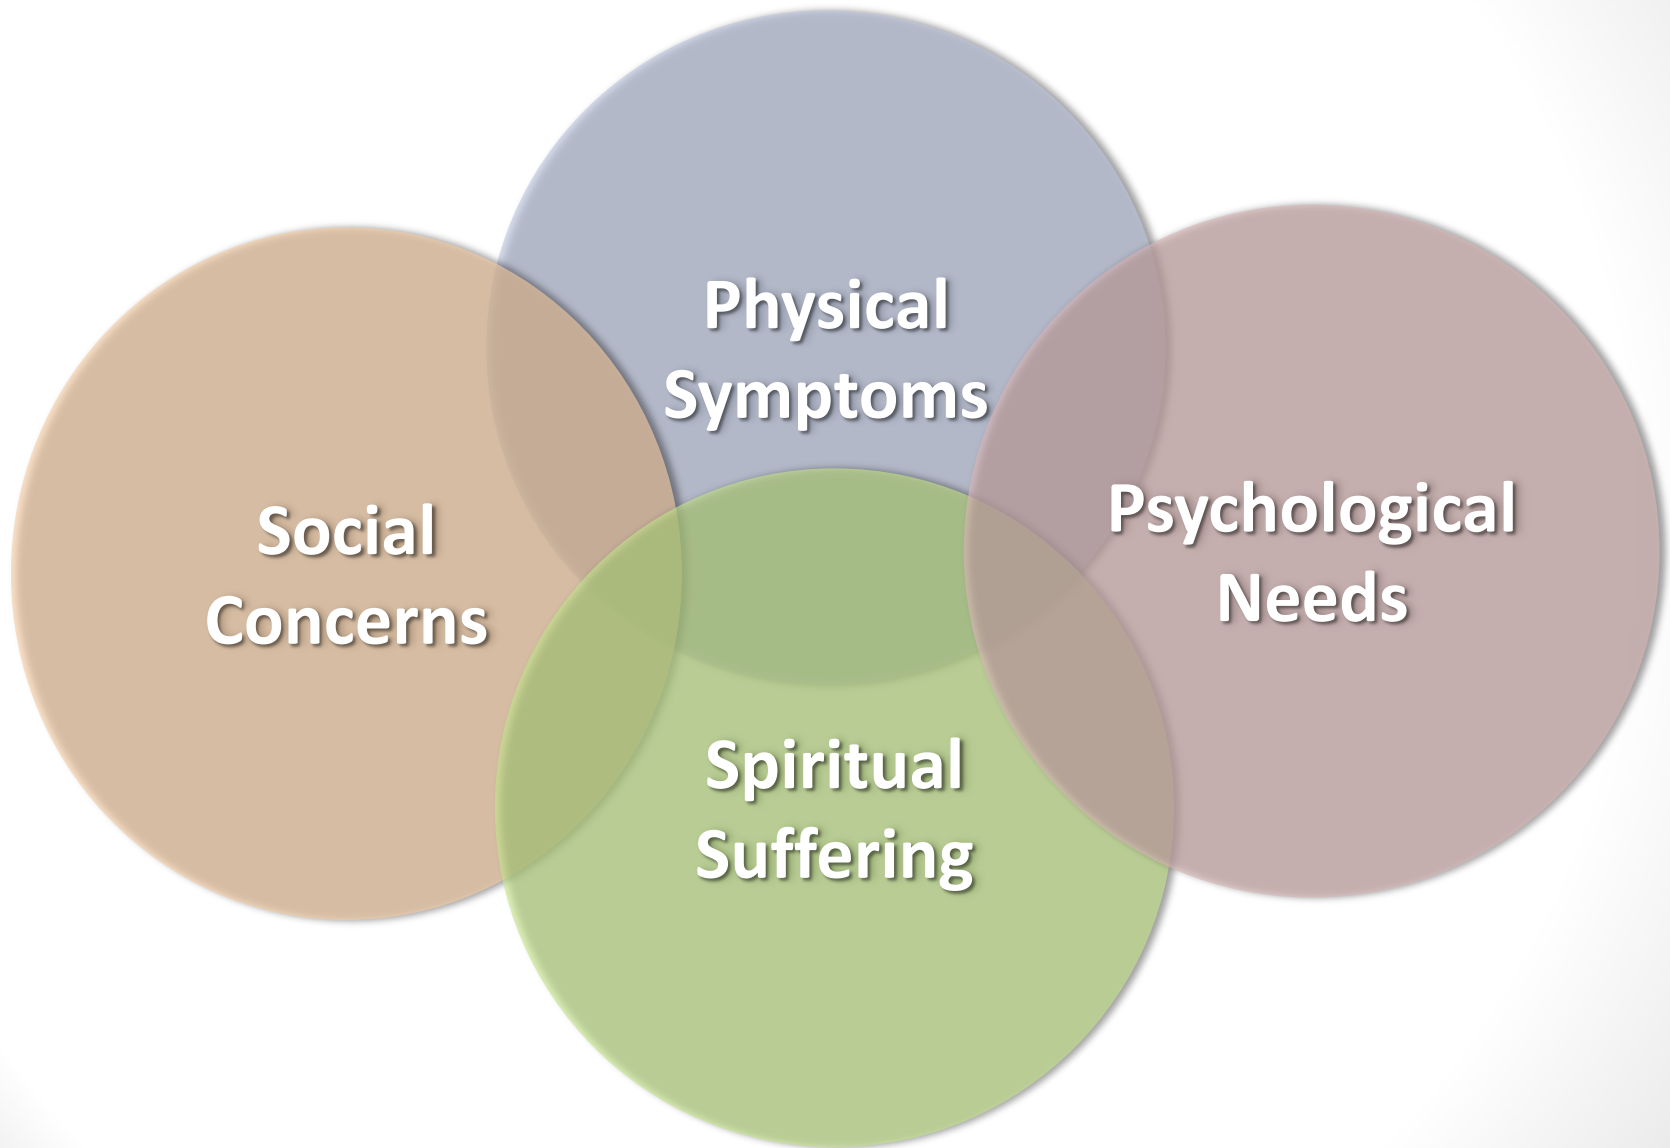 Physical
Symptoms
Social
Concerns
Psychological
Needs
Spiritual
Suffering